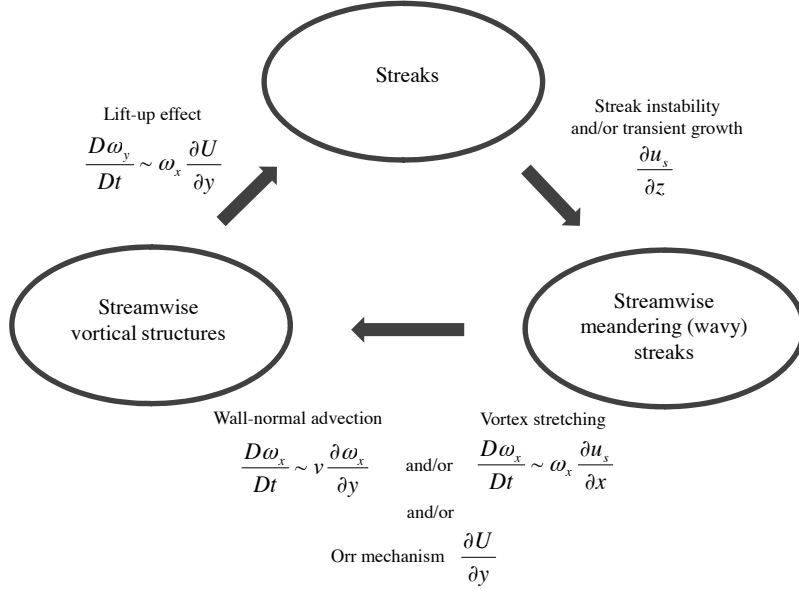 Streaks
Lift-up effect
Dω_y/Dt ~ ω_x ∂U/∂y
Streak instability
and/or transient growth
∂u_s/∂z
Streamwise
vortical structures
Streamwise
meandering (wavy)
streaks
Wall-normal advection
Dω_x/Dt ~ v ∂ω_x/∂y
and/or
Vortex stretching
Dω_x/Dt ~ ω_x ∂u_s/∂x
and/or
Orr mechanism ∂U/∂y